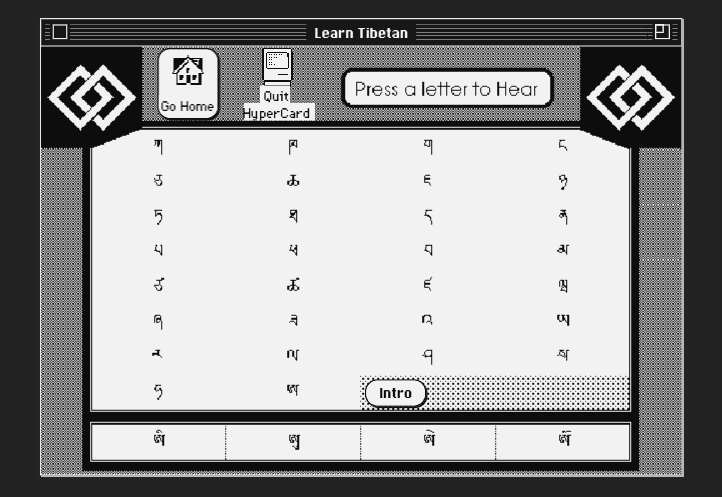 Learn Tibetan
Go Home
Quit HyperCard
Press a letter to Hear
ཀ ཁ ག ང
ཅ ཆ ཇ ཉ
ཏ ཐ ད ན
པ ཕ བ མ
ཙ ཚ ཛ ཝ
ཞ ཟ འ ཡ
ར ལ ཤ ས
ཧ ཨ Intro
ཨི ཨུ ཨེ ཨོ